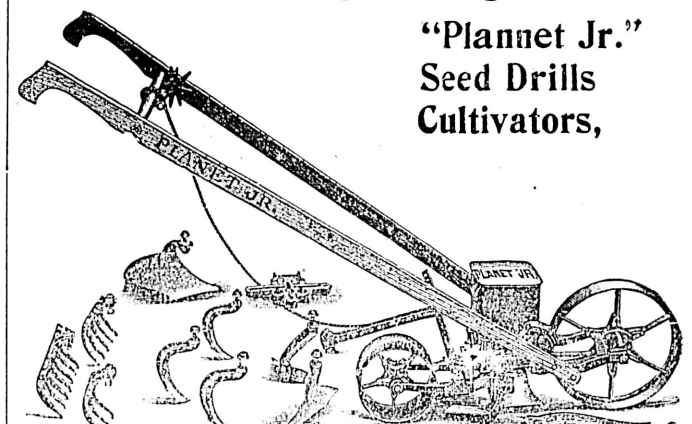 “Plannet Jr.”
Seed Drills
Cultivators,
PLANET JR.
PLANET JR.